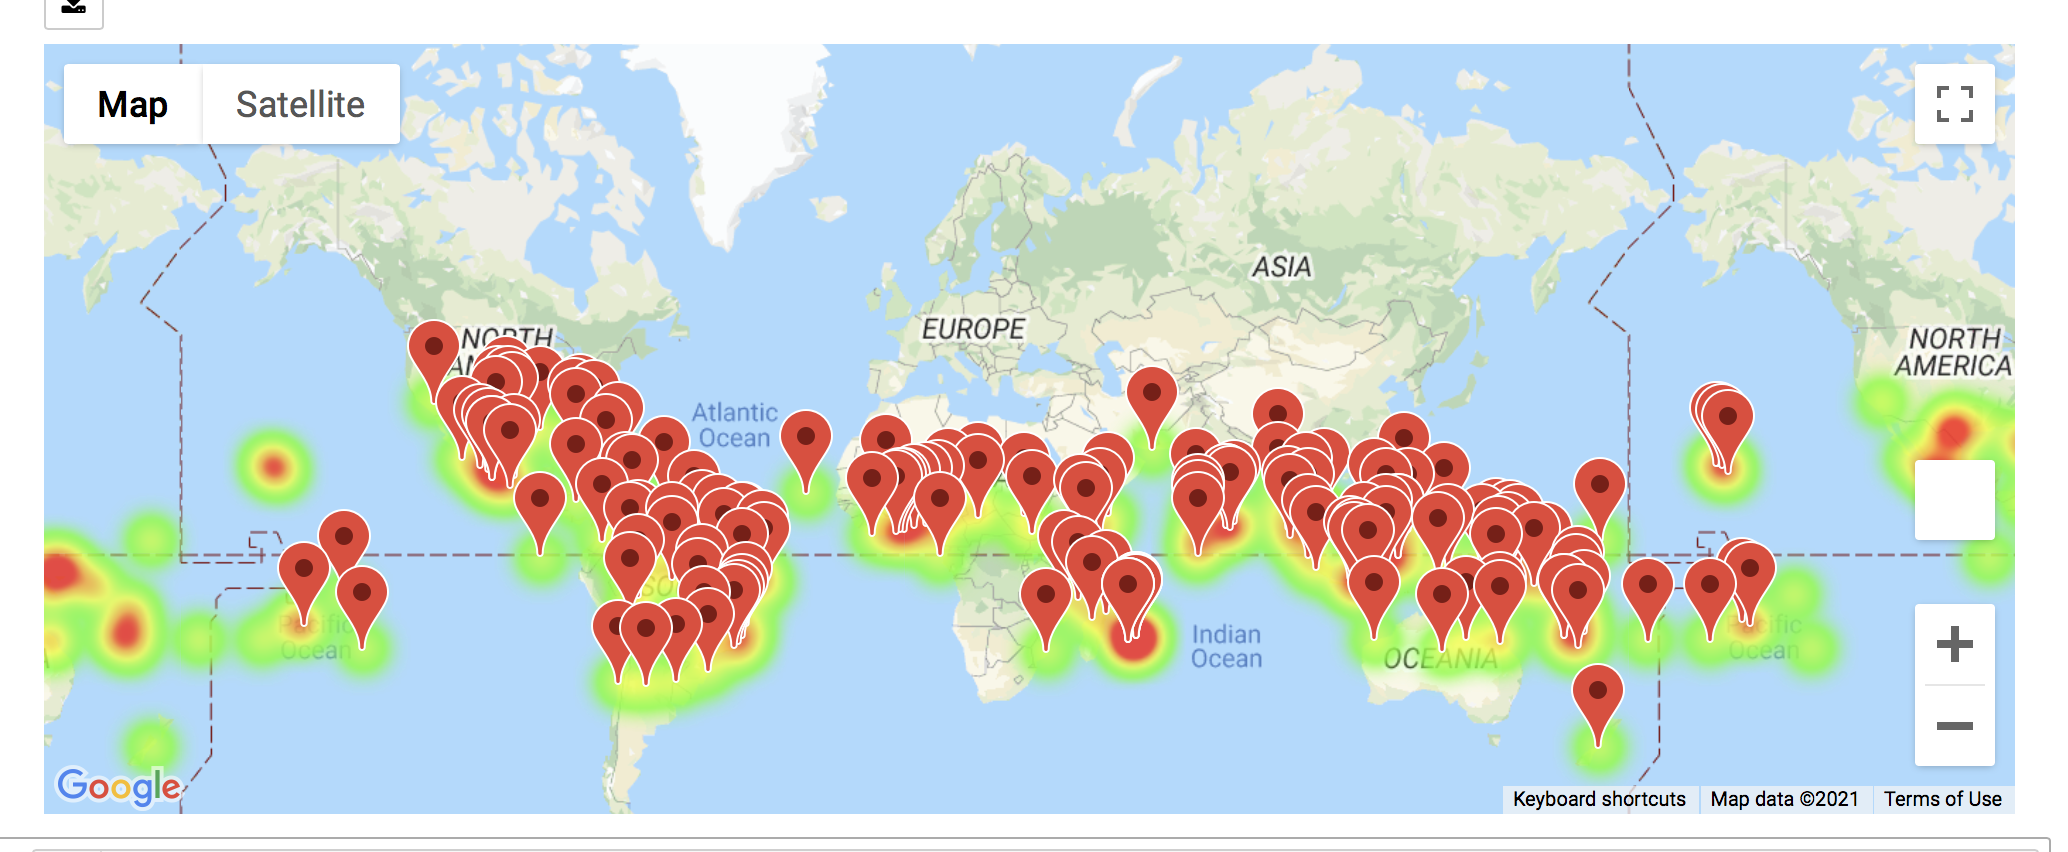 Map
Satellite
ASIA
NORTH
EUROPE
NORTH
AMERICA
Atlantic
Ocean
Indian
Ocean
Pacific
Ocean
Pacific
Ocean
OCEANIA
Google
Keyboard shortcuts
Map data ©2021
Terms of Use